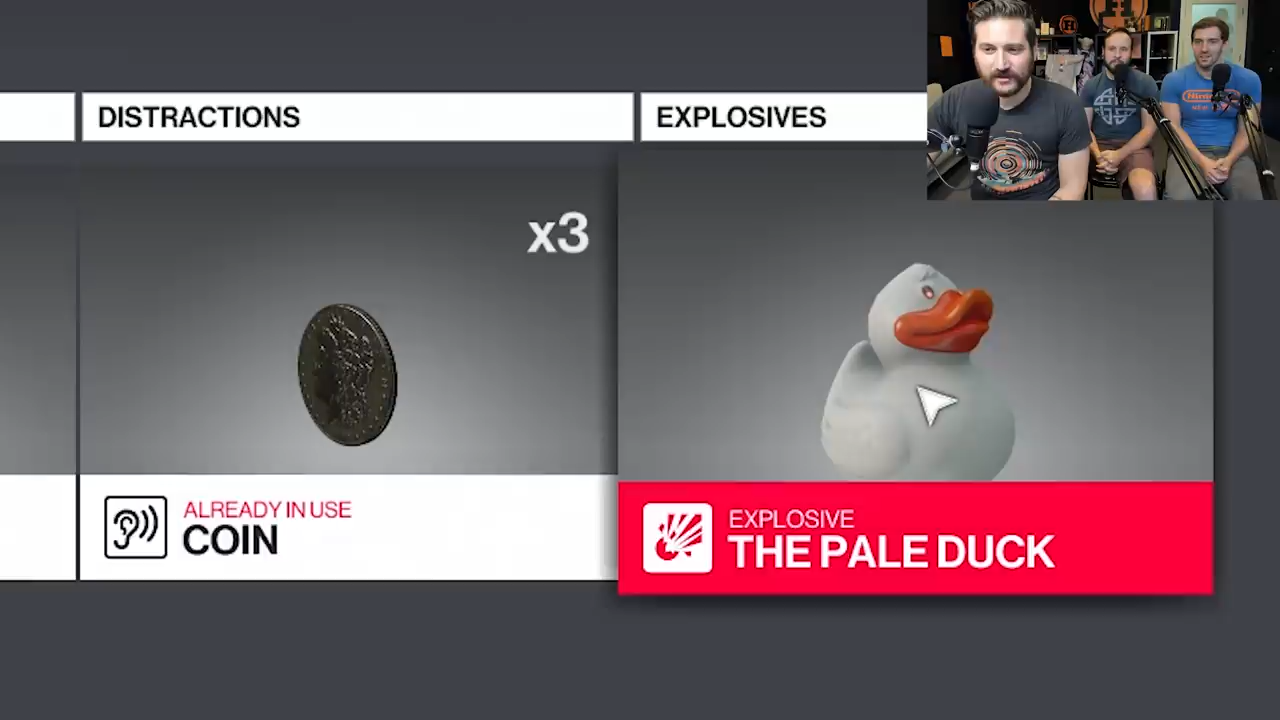 DISTRACTIONS
EXPLOSIVES
x3
ALREADY IN USE
COIN
EXPLOSIVE
THE PALE DUCK